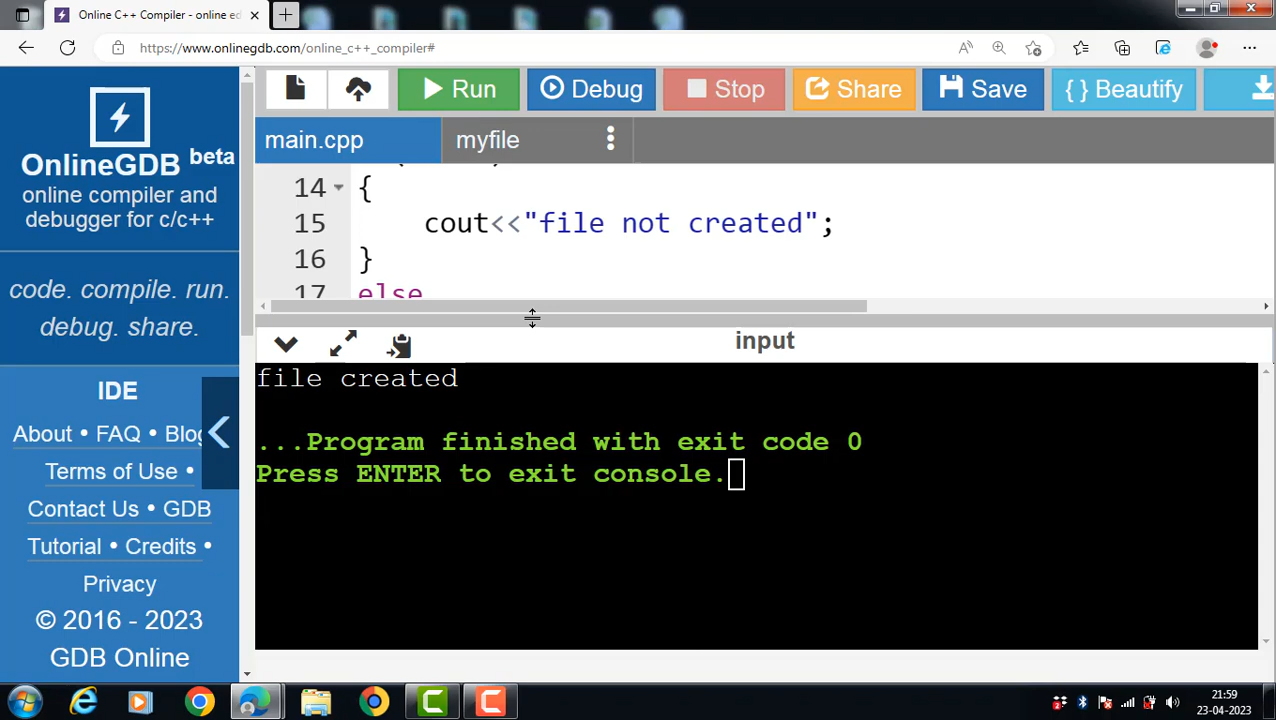 Online C++ Compiler - online ed
https://www.onlinegdb.com/online_c++_compiler#
Run
Debug
Stop
Share
Save
{ } Beautify
OnlineGDB beta
online compiler and
debugger for c/c++
code. compile. run.
debug. share.
IDE
About • FAQ • Blog
Terms of Use •
Contact Us • GDB
Tutorial • Credits •
Privacy
© 2016 - 2023
GDB Online
main.cpp
myfile
14 {
15 cout<<"file not created";
16 }
17 else
input
file created
...Program finished with exit code 0
Press ENTER to exit console.
21:59
23-04-2023